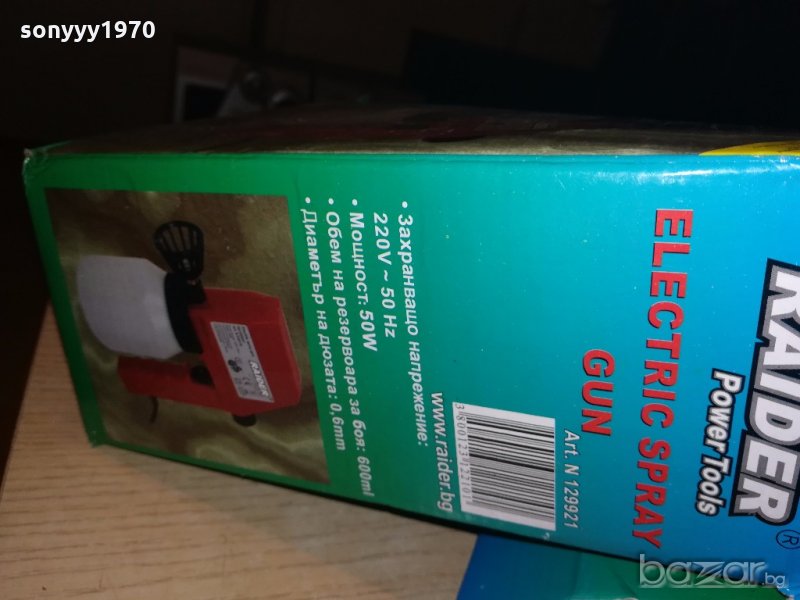 sonyyy1970
RAIDER®
Power Tools
ELECTRIC SPRAY
GUN
Art. N 129921
www.raider.bg
• Захранващо напрежение:
220V ~ 50 Hz
• Мощност: 50W
• Обем на резервоара за боя: 600ml
• Диаметър на дюзата: 0,6mm
RAIDER
bazar.bg